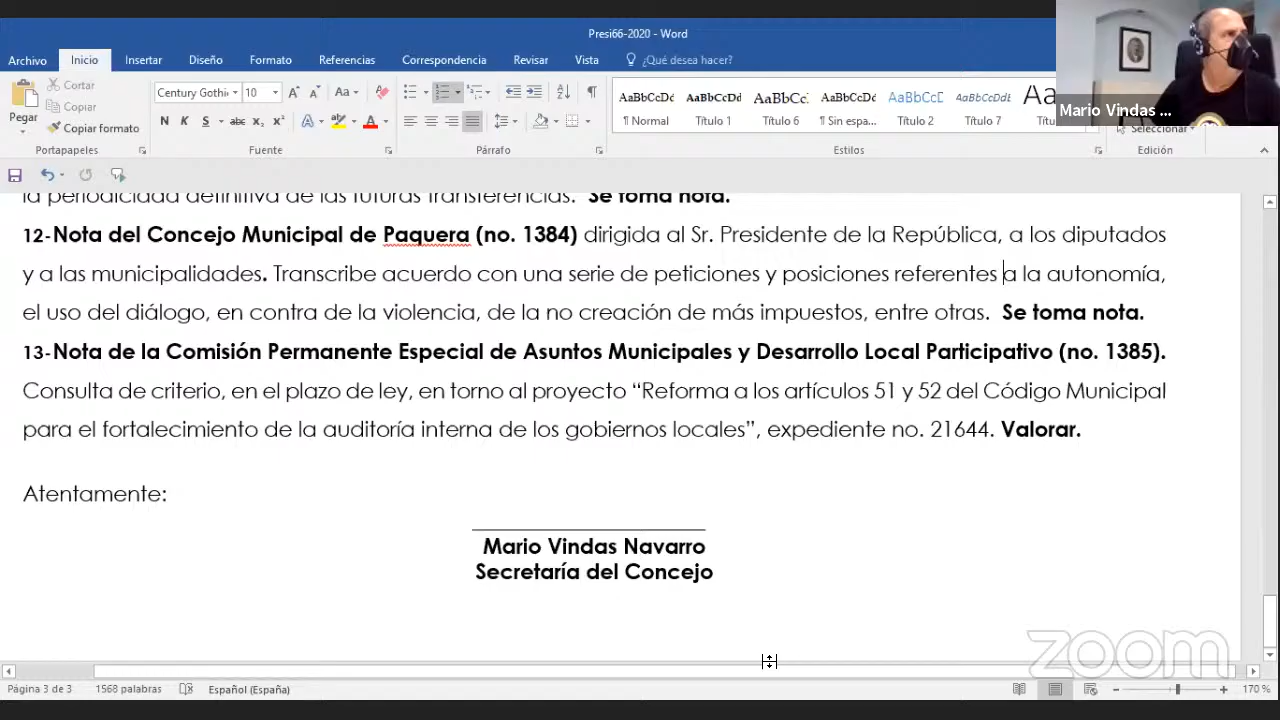 Presi66-2020 - Word
Archivo Inicio Insertar Diseño Formato Referencias Correspondencia Revisar Vista ¿Qué desea hacer?
Mario Vindas ...
Pegar
Cortar
Copiar
Copiar formato
Portapapeles
Century Gothi 10
N K S abc x₂ x²
Fuente
Párrafo
AaBbCcDd AaBbCcDd AaBbCc AaBbCcDd AaBbCcD AaBbCcDdE Aa
¶ Normal Título 1 Título 6 ¶ Sin espa... Título 2 Título 7 Título
Estilos
Seleccionar
Edición
la periodicidad definitiva de las futuras transferencias. Se toma nota.
12-Nota del Concejo Municipal de Paquera (no. 1384) dirigida al Sr. Presidente de la República, a los diputados
y a las municipalidades. Transcribe acuerdo con una serie de peticiones y posiciones referentes a la autonomía,
el uso del diálogo, en contra de la violencia, de la no creación de más impuestos, entre otras. Se toma nota.
13-Nota de la Comisión Permanente Especial de Asuntos Municipales y Desarrollo Local Participativo (no. 1385).
Consulta de criterio, en el plazo de ley, en torno al proyecto “Reforma a los artículos 51 y 52 del Código Municipal
para el fortalecimiento de la auditoría interna de los gobiernos locales”, expediente no. 21644. Valorar.
Atentamente:
Mario Vindas Navarro
Secretaría del Concejo
zoom
Página 3 de 3 1568 palabras Español (España) 170 %